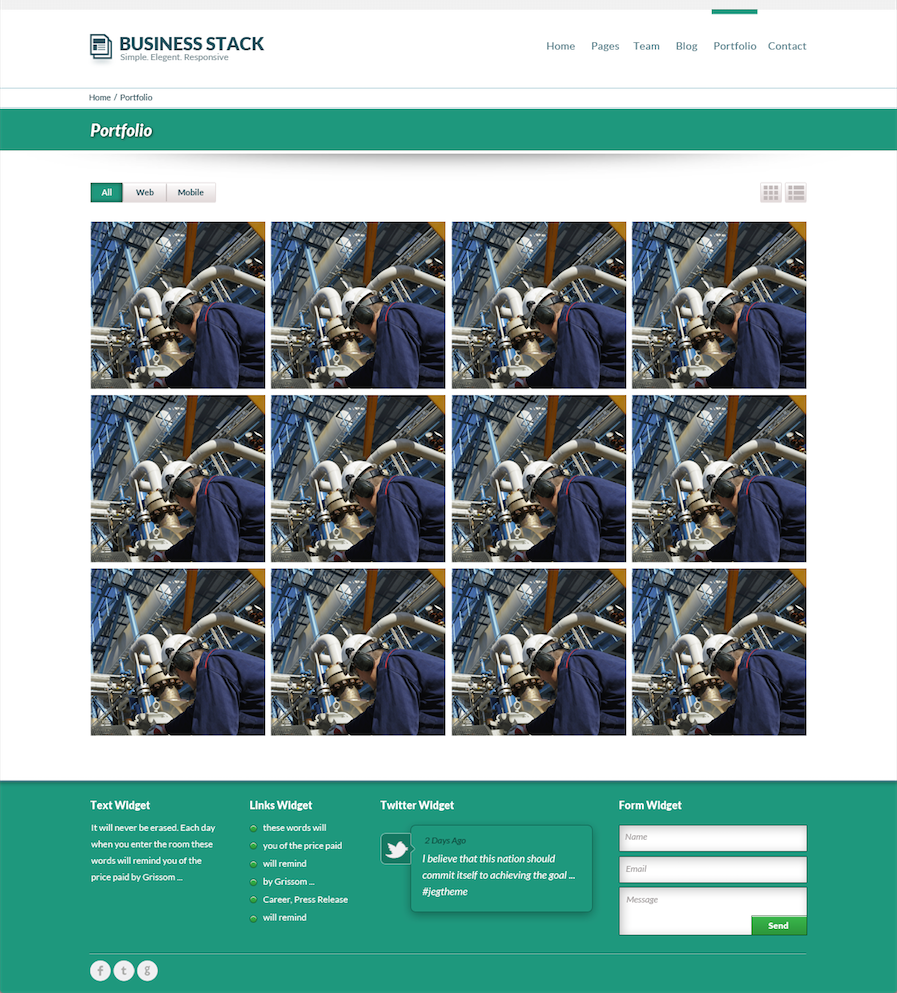 BUSINESS STACK
Simple. Elegent. Responsive
Home Pages Team Blog Portfolio Contact
Home / Portfolio
Portfolio
All Web Mobile
Text Widget
It will never be erased. Each day
when you enter the room these
words will remind you of the
price paid by Grissom ...
Links Widget
these words will
you of the price paid
will remind
by Grissom ...
Career, Press Release
will remind
Twitter Widget
2 Days Ago
I believe that this nation should
commit itself to achieving the goal ...
#jegtheme
Form Widget
Name
Email
Message
Send
f t g